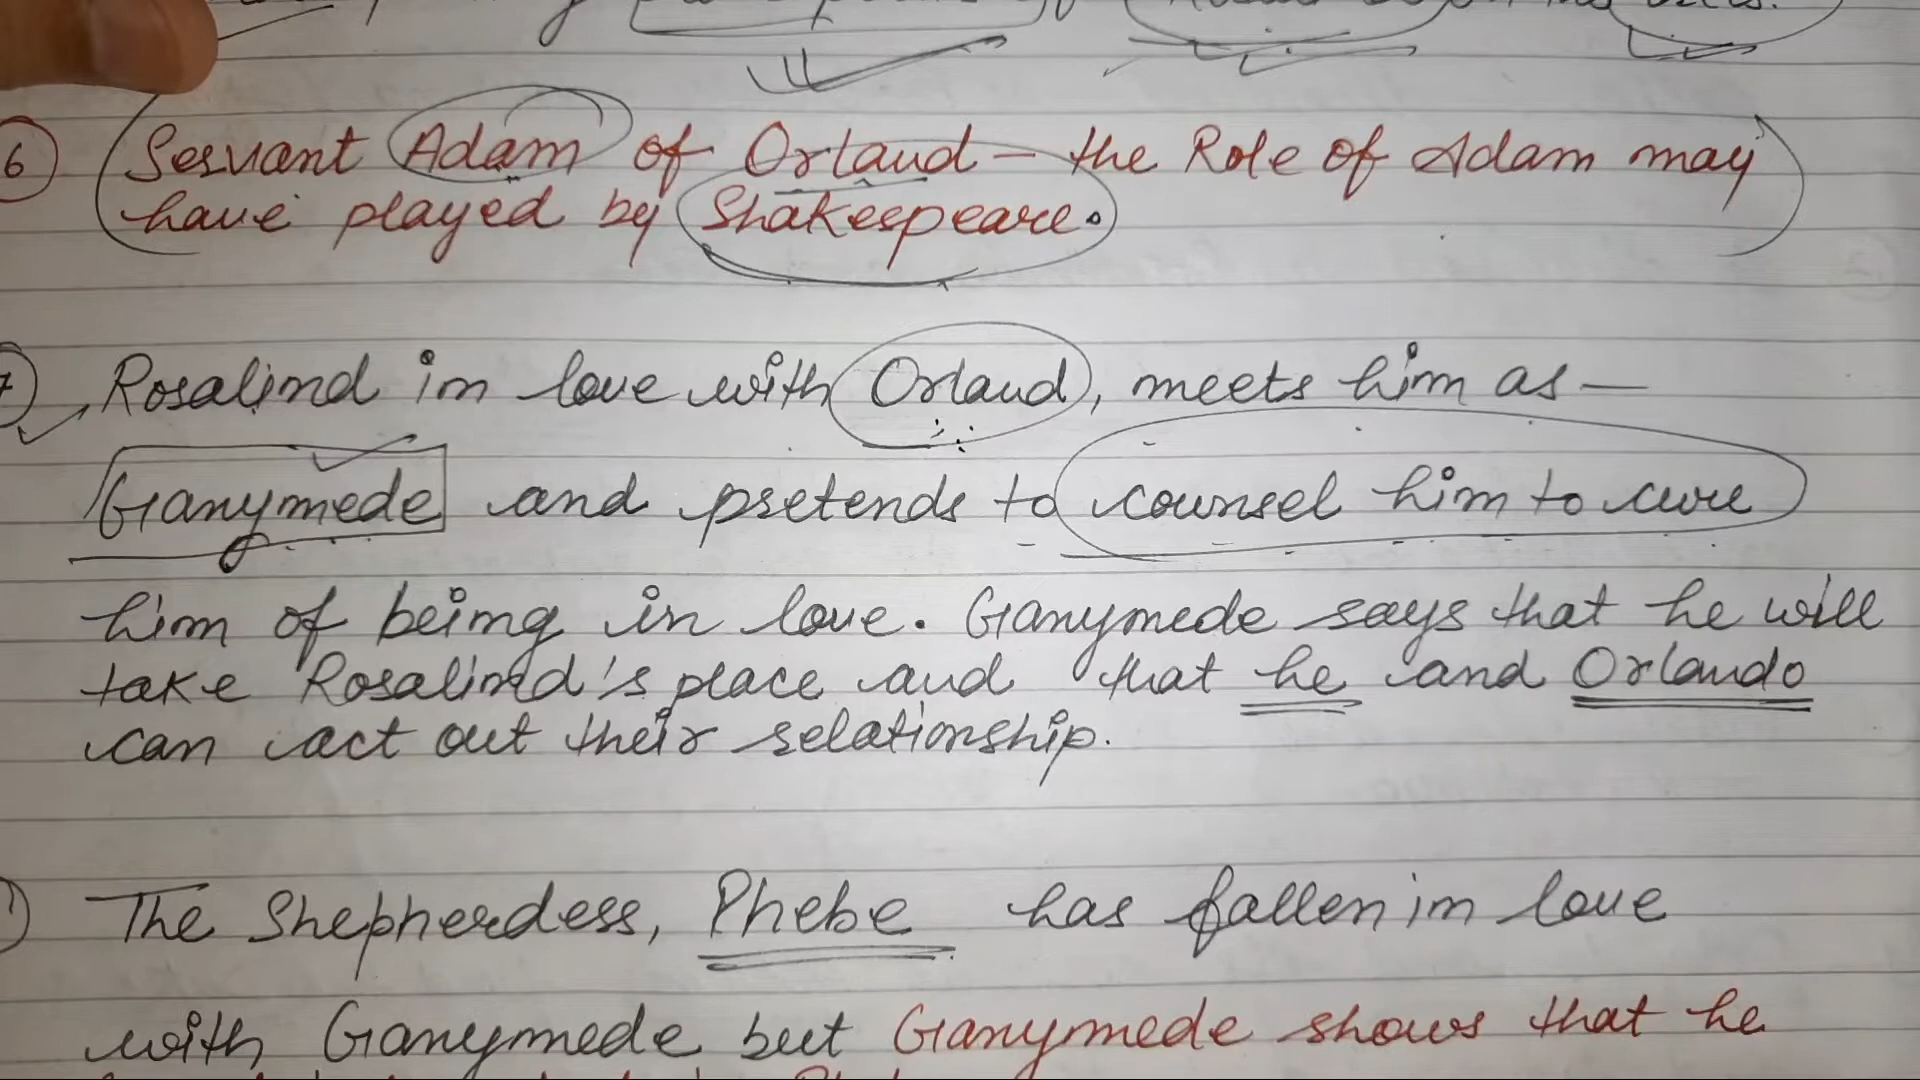 6 Servant Adam of Orlaud - the Role of Adam may
have played by Shakespeare.
7 Rosalind in love with Orlaud, meets him as —
Ganymede and pretends to counsel him to cure
him of being in love. Ganymede says that he will
take Rosalind's place and that he and Orlando
can act out their relationship.
The Shepherdess, Phebe has fallen in love
with Ganymede but Ganymede shows that he